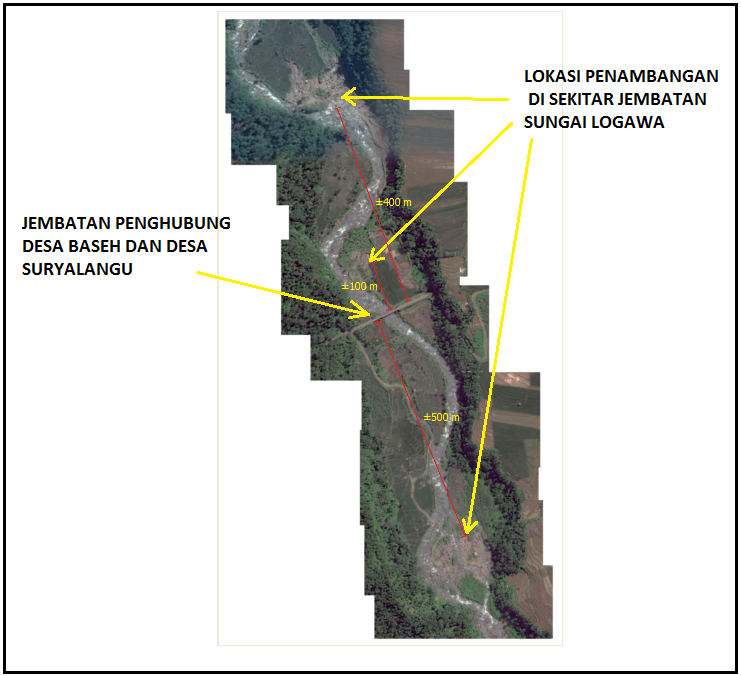 LOKASI PENAMBANGAN
DI SEKITAR JEMBATAN
SUNGAI LOGAWA
±400 m
JEMBATAN PENGHUBUNG
DESA BASEH DAN DESA
SURYALANGU
±100 m
±500 m